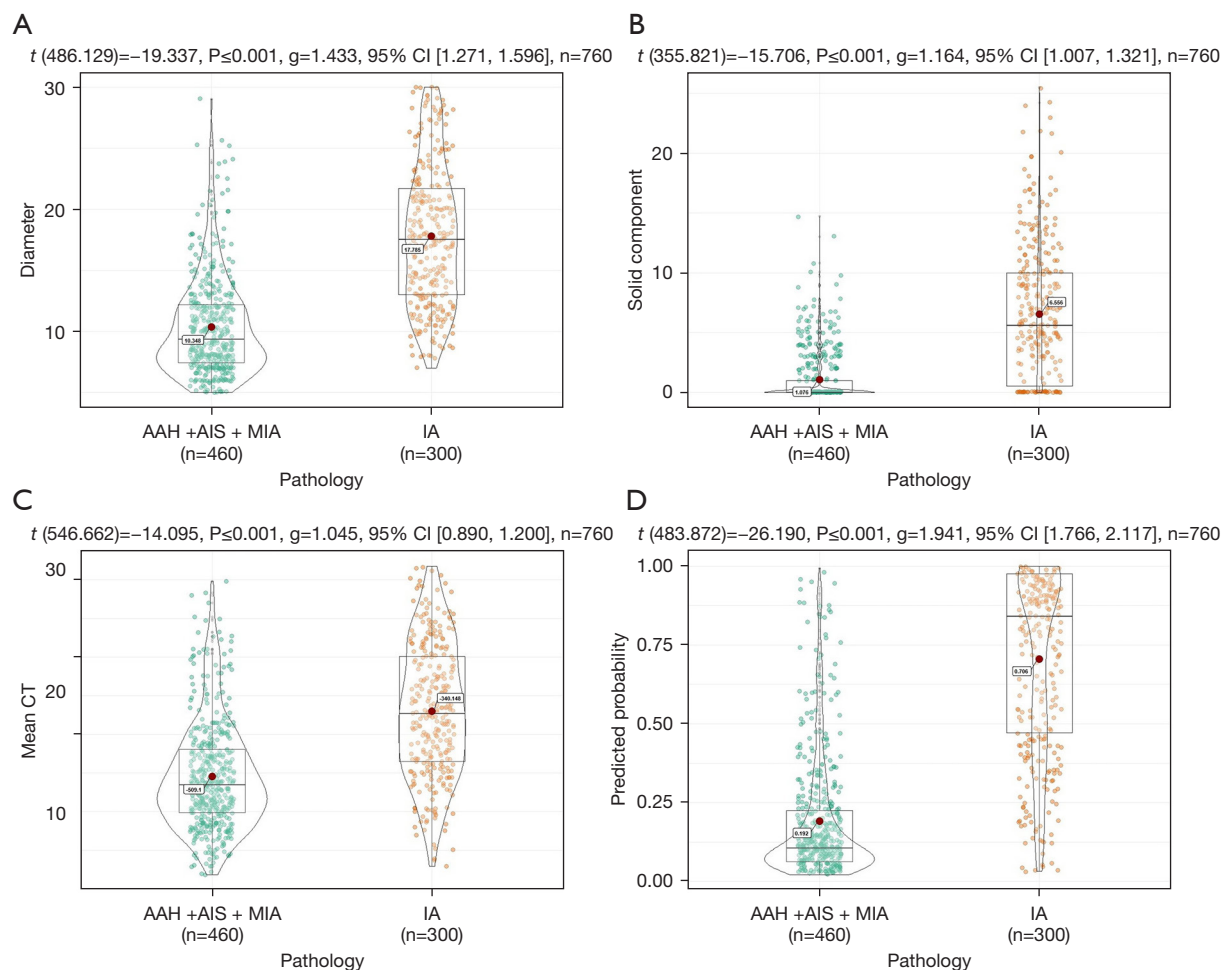 A
t (486.129)=−19.337, P≤0.001, g=1.433, 95% CI [1.271, 1.596], n=760
30
20
10
Diameter
10.348
17.785
AAH +AIS + MIA
(n=460)
IA
(n=300)
Pathology
B
t (355.821)=−15.706, P≤0.001, g=1.164, 95% CI [1.007, 1.321], n=760
20
10
0
Solid component
1.076
6.556
AAH +AIS + MIA
(n=460)
IA
(n=300)
Pathology
C
t (546.662)=−14.095, P≤0.001, g=1.045, 95% CI [0.890, 1.200], n=760
30
20
10
Mean CT
-509.1
-340.148
AAH +AIS + MIA
(n=460)
IA
(n=300)
Pathology
D
t (483.872)=−26.190, P≤0.001, g=1.941, 95% CI [1.766, 2.117], n=760
1.00
0.75
0.50
0.25
0.00
Predicted probability
0.192
0.706
AAH +AIS + MIA
(n=460)
IA
(n=300)
Pathology